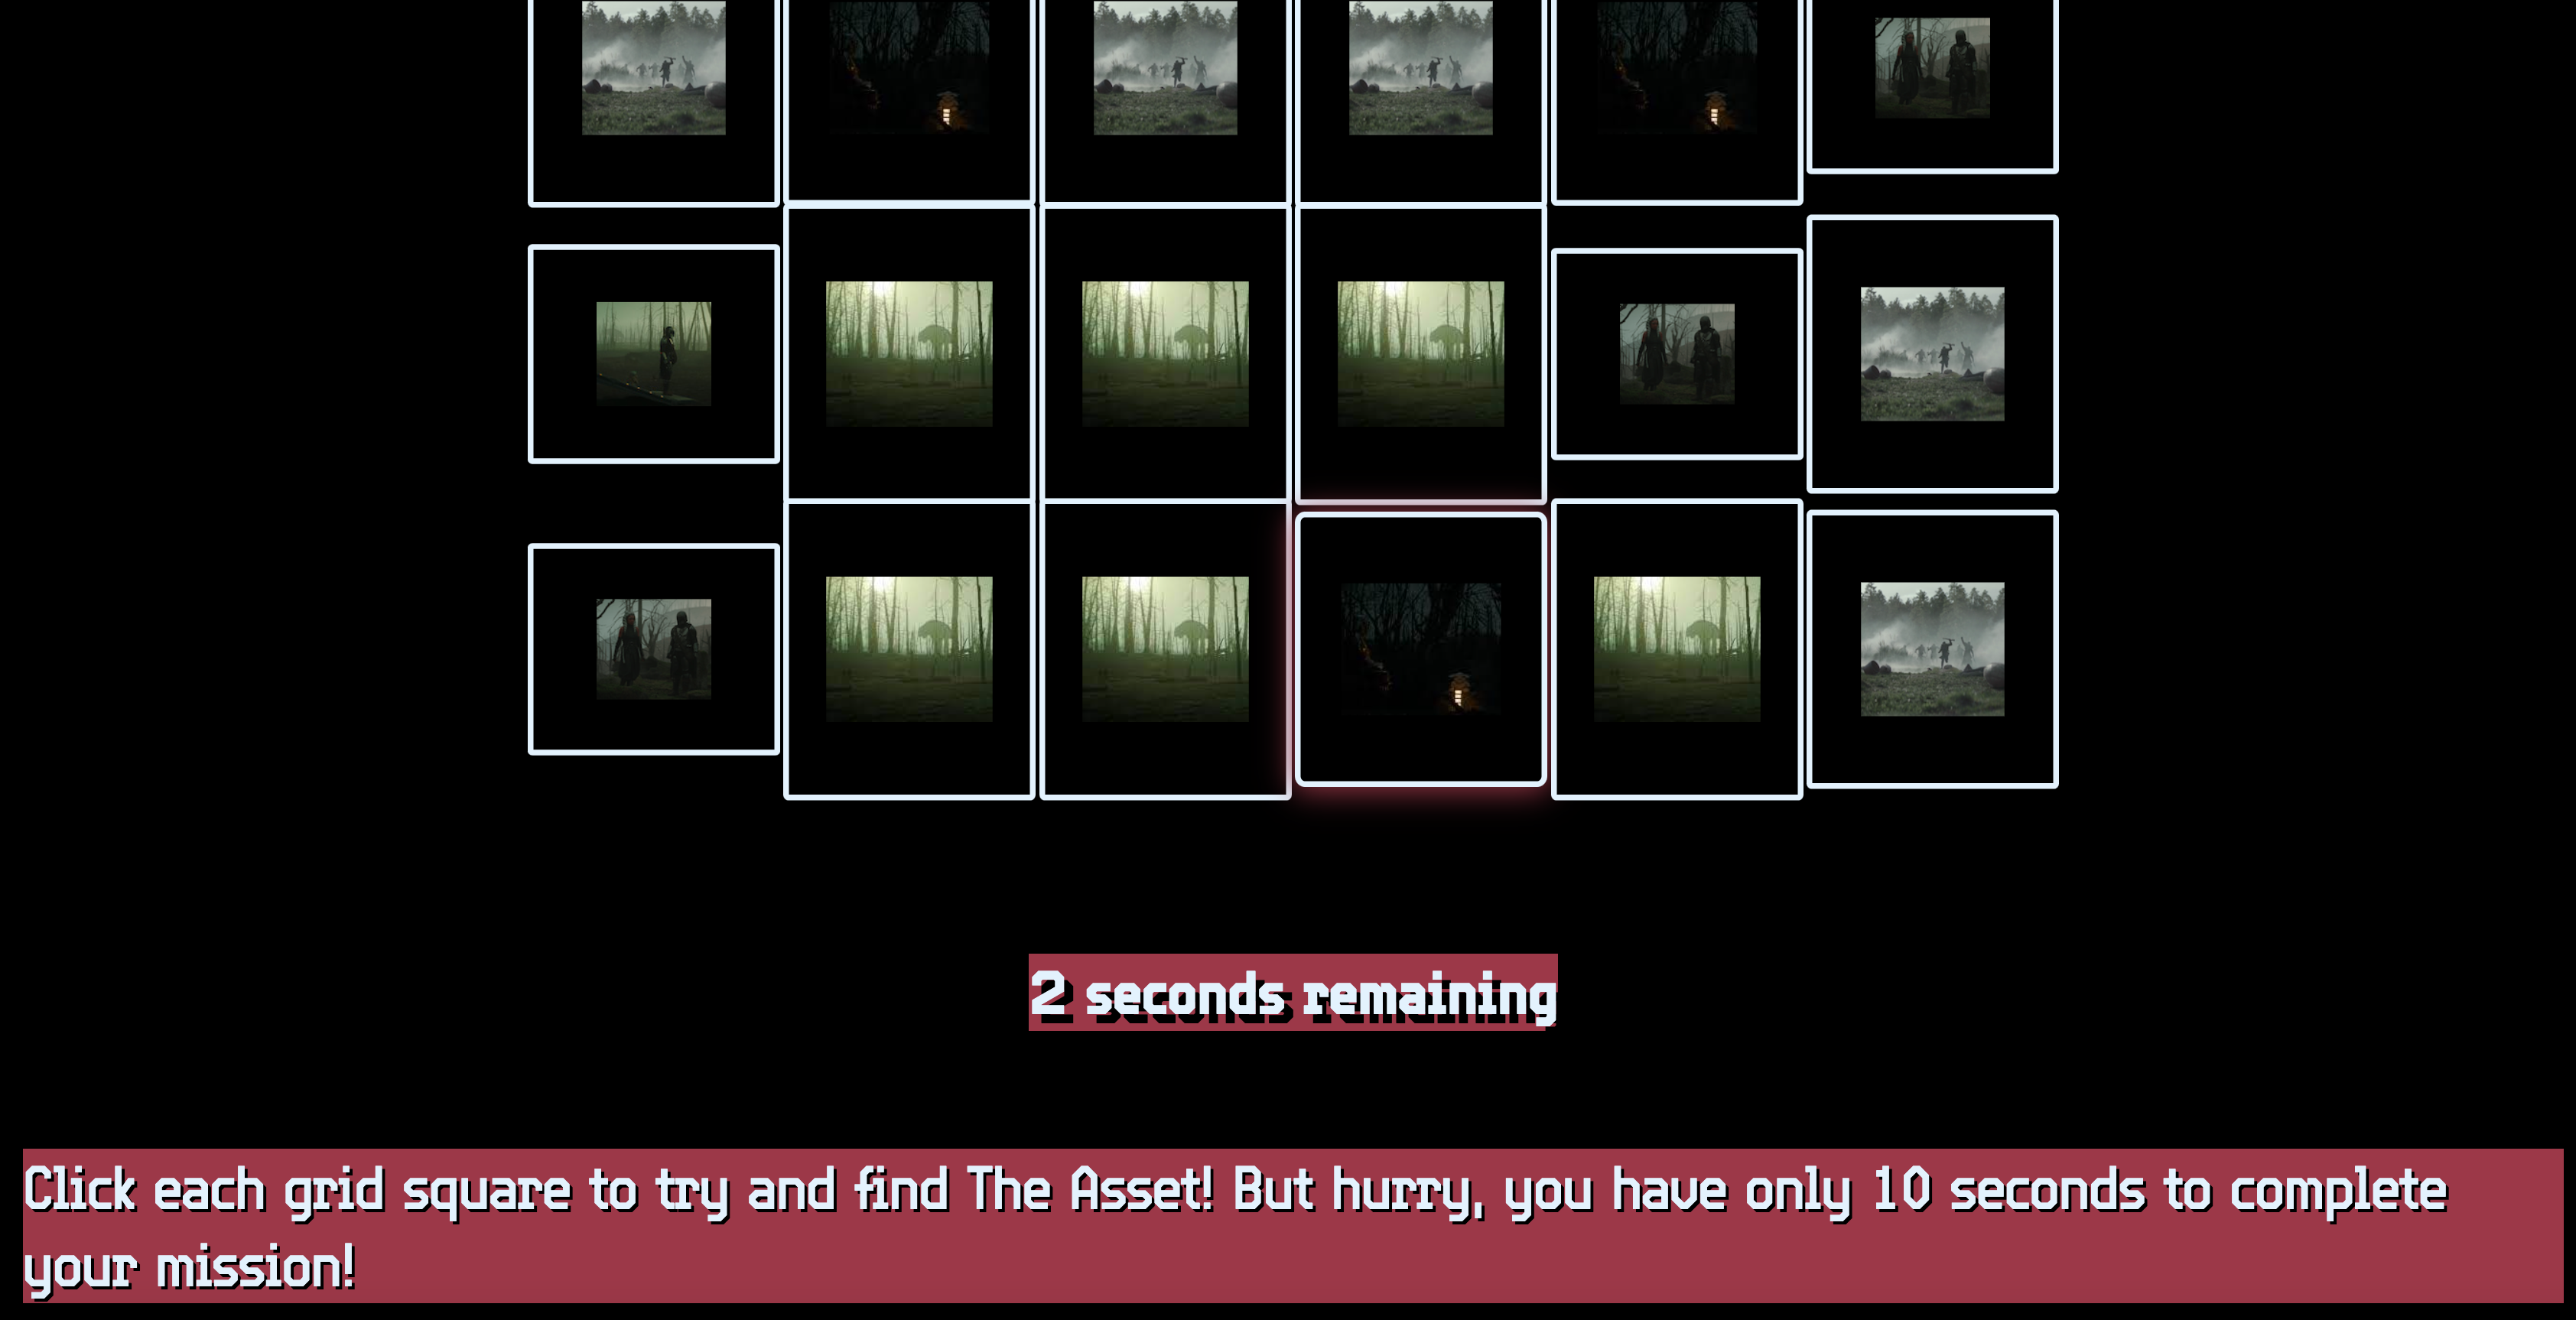 2 seconds remaining
Click each grid square to try and find The Asset! But hurry, you have only 10 seconds to complete
your mission!